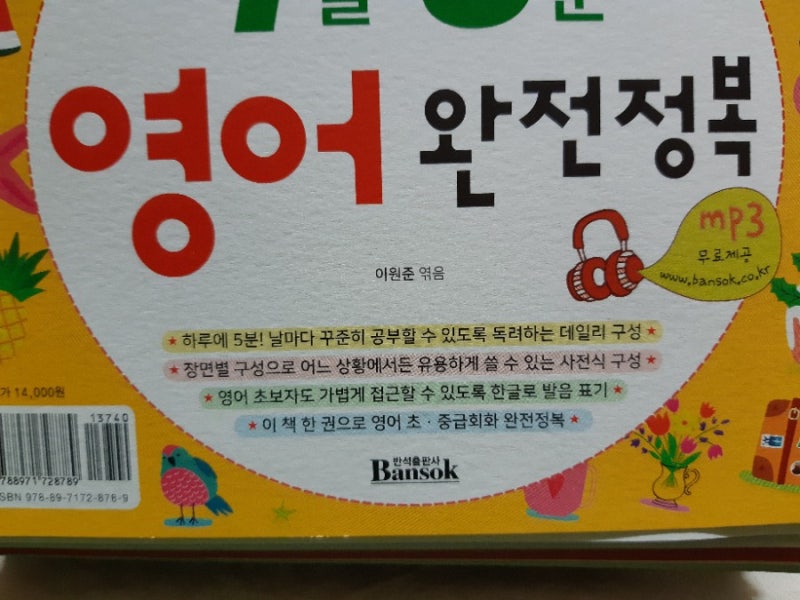 영어 완전정복
mp3
무료제공
www.bansok.co.kr
이원준 엮음
★ 하루에 5분! 날마다 꾸준히 공부할 수 있도록 독려하는 데일리 구성 ★
★ 장면별 구성으로 어느 상황에서든 유용하게 쓸 수 있는 사전식 구성 ★
★ 영어 초보자도 가볍게 접근할 수 있도록 한글로 발음 표기 ★
★ 이 책 한 권으로 영어 초 · 중급회화 완전정복 ★
가 14,000원
13740
788971728789
ISBN 978-89-7172-878-9
반석출판사
Bansok